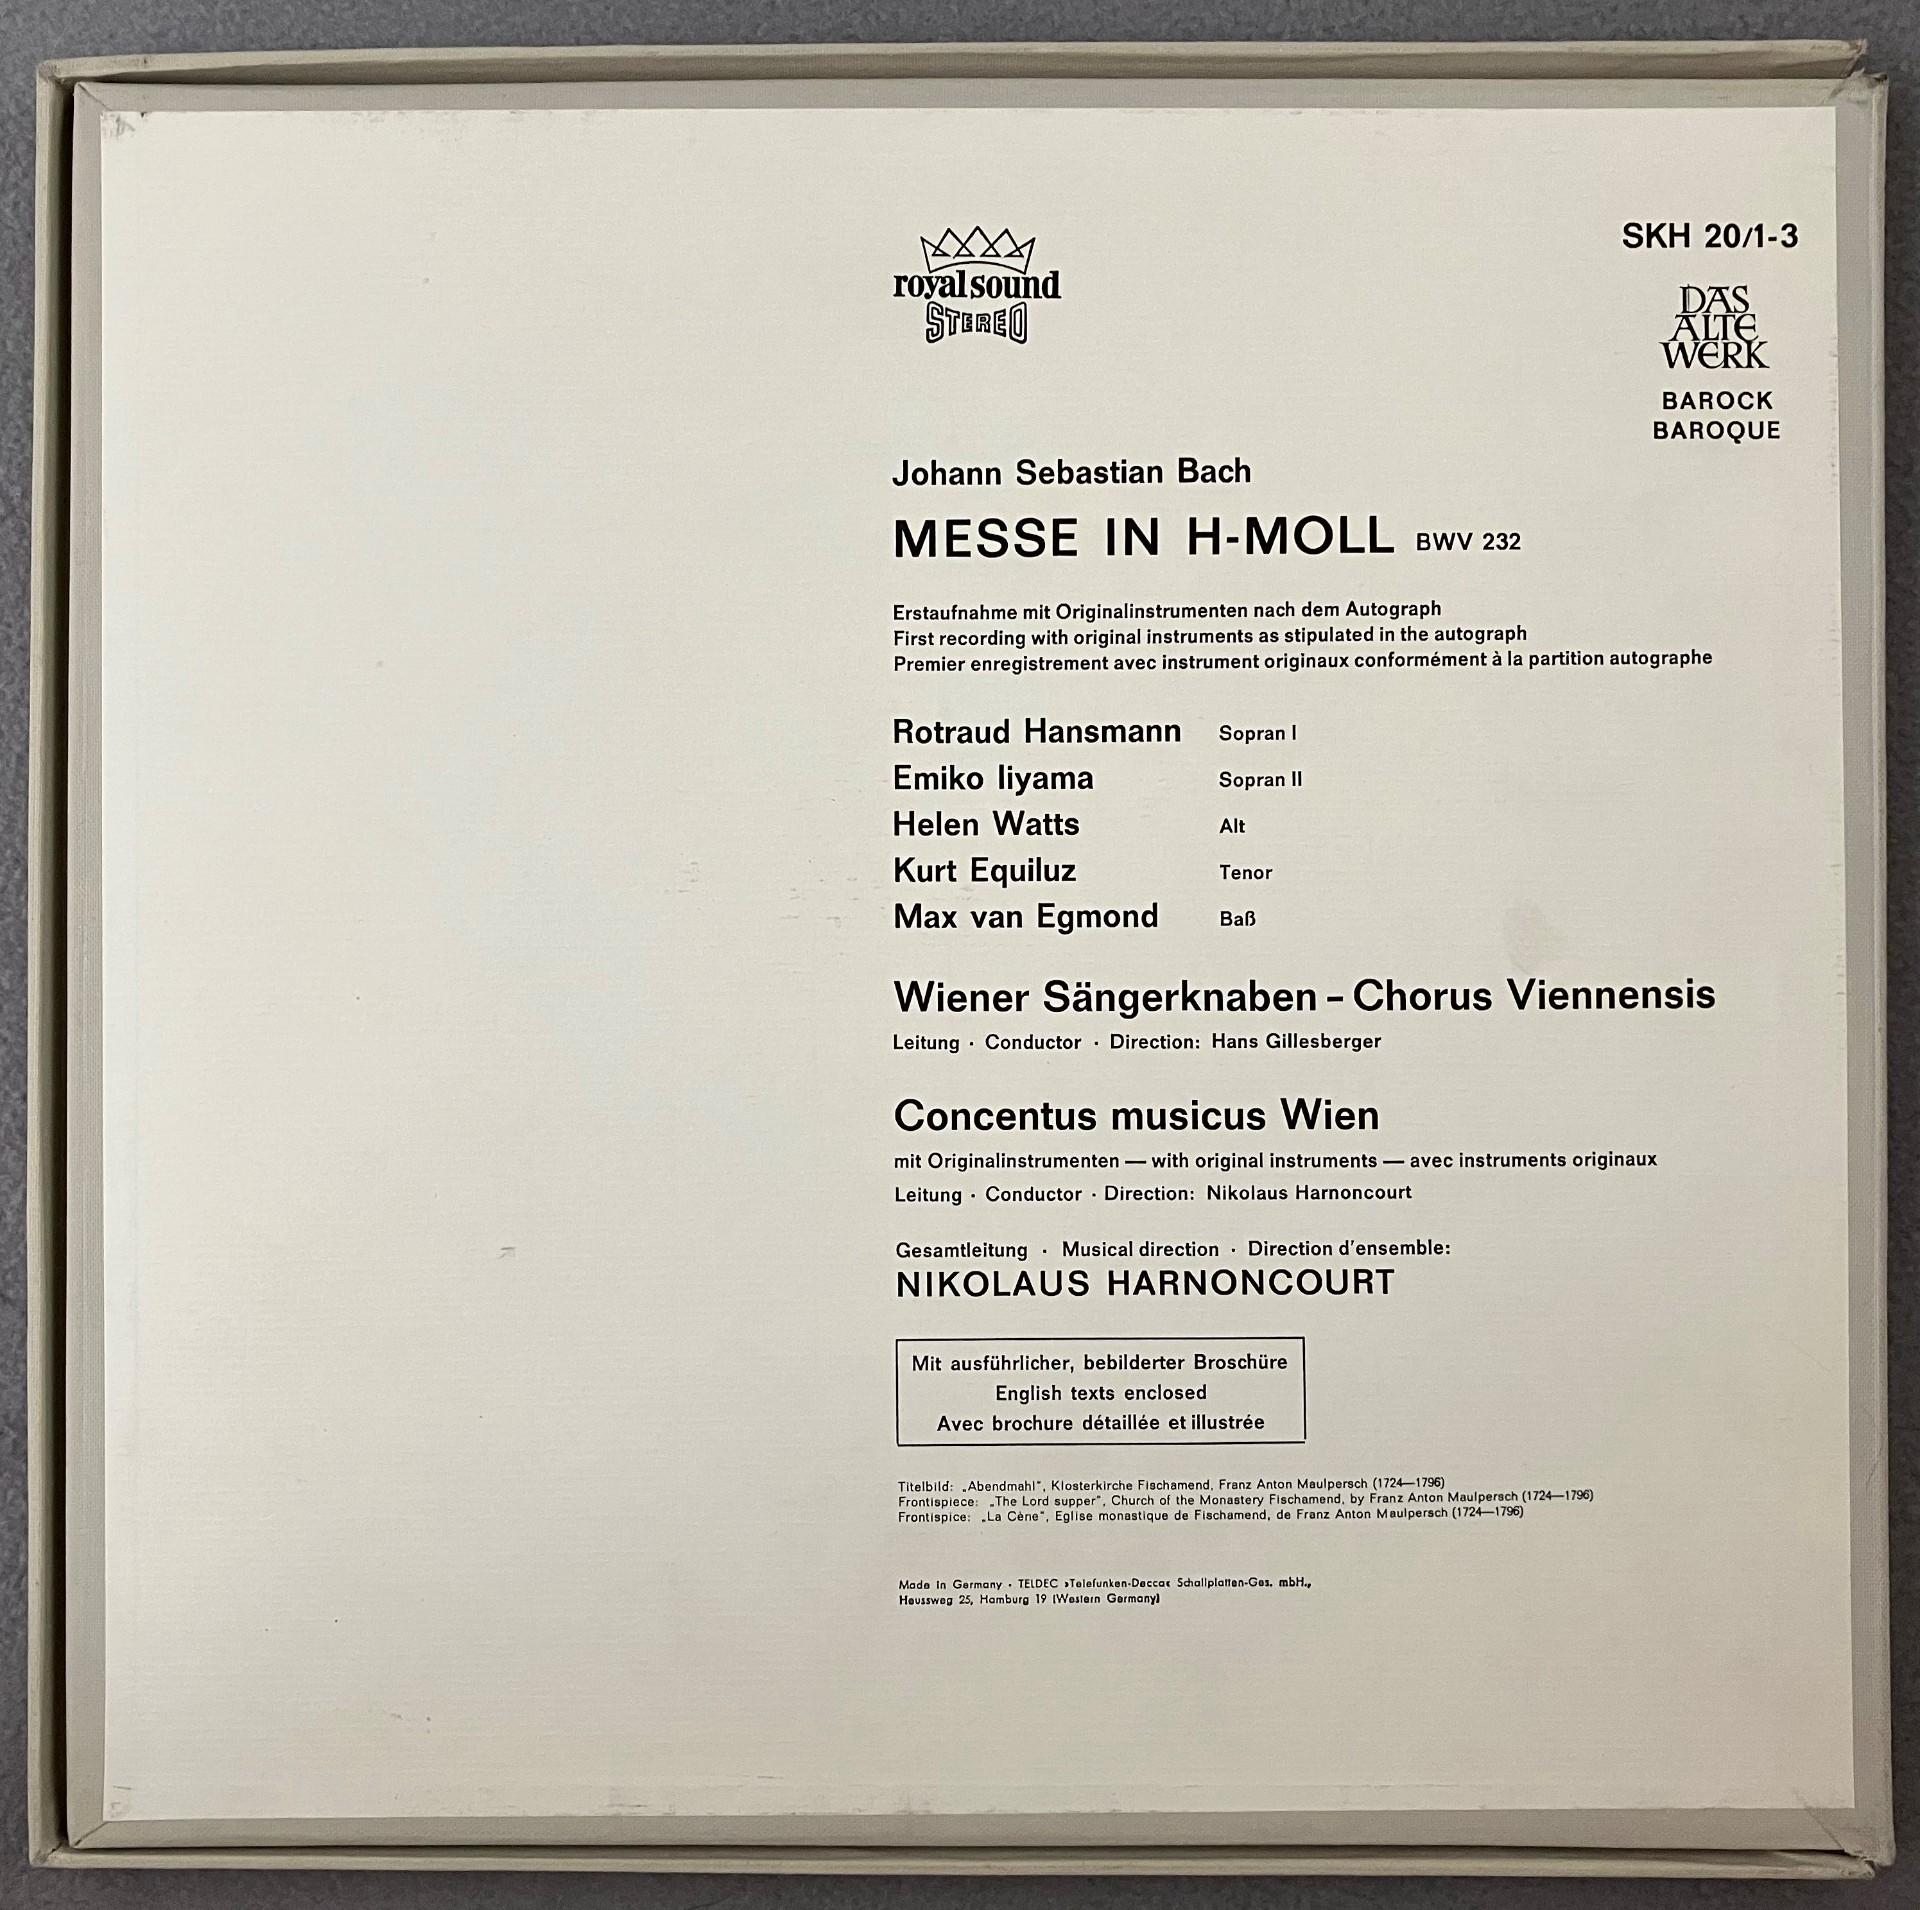 royal sound
STEREO
SKH 20/1-3
DAS
ALTE
WERK
BAROCK
BAROQUE
Johann Sebastian Bach
MESSE IN H-MOLL BWV 232
Erstaufnahme mit Originalinstrumenten nach dem Autograph
First recording with original instruments as stipulated in the autograph
Premier enregistrement avec instrument originaux conformément à la partition autographe
Rotraud Hansmann Sopran I
Emiko Iiyama Sopran II
Helen Watts Alt
Kurt Equiluz Tenor
Max van Egmond Baß
Wiener Sängerknaben – Chorus Viennensis
Leitung · Conductor · Direction: Hans Gillesberger
Concentus musicus Wien
mit Originalinstrumenten — with original instruments — avec instruments originaux
Leitung · Conductor · Direction: Nikolaus Harnoncourt
Gesamtleitung · Musical direction · Direction d'ensemble:
NIKOLAUS HARNONCOURT
Mit ausführlicher, bebilderter Broschüre
English texts enclosed
Avec brochure détaillée et illustrée
Titelbild: „Abendmahl", Klosterkirche Fischamend, Franz Anton Maulpersch (1724—1796)
Frontispiece: „The Lord supper", Church of the Monastery Fischamend, by Franz Anton Maulpersch (1724—1796)
Frontispice: „La Cène", Eglise monastique de Fischamend, de Franz Anton Maulpersch (1724—1796)
Made in Germany · TELDEC »Telefunken-Decca« Schallplatten-Ges. mbH.,
Heussweg 25, Hamburg 19 (Western Germany)